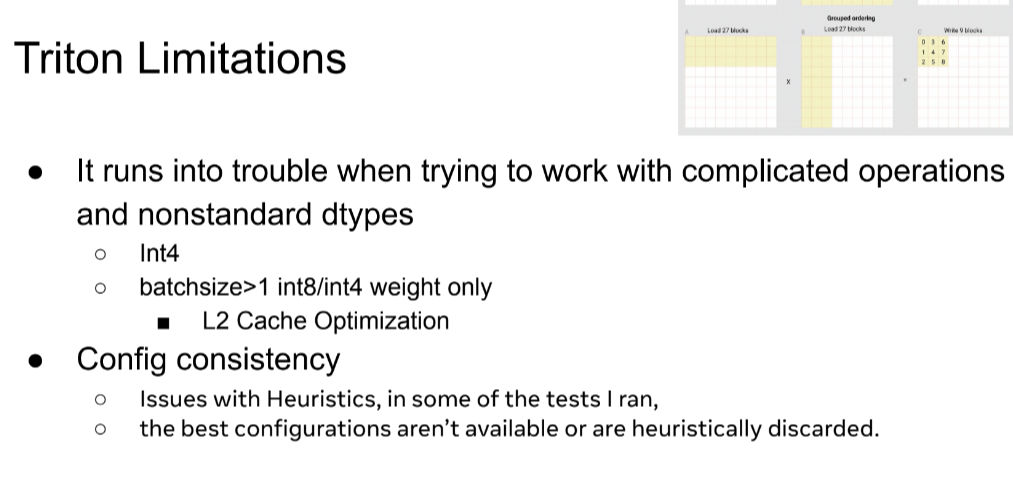 Grouped ordering
A Load 27 blocks B Load 27 blocks C Write 9 blocks
0 3 6
1 4 7
2 5 8
x =
Triton Limitations
● It runs into trouble when trying to work with complicated operations
and nonstandard dtypes
○ Int4
○ batchsize>1 int8/int4 weight only
■ L2 Cache Optimization
● Config consistency
○ Issues with Heuristics, in some of the tests I ran,
○ the best configurations aren’t available or are heuristically discarded.